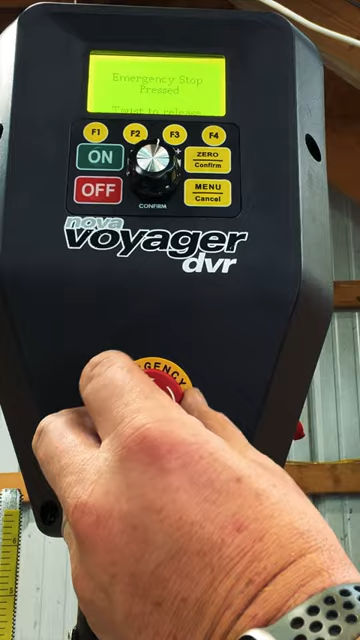 Emergency Stop
Pressed
Twist to release
F1 F2 F3 F4
ON
ZERO
Confirm
OFF
MENU
Cancel
CONFIRM
nova
voyager
dvr